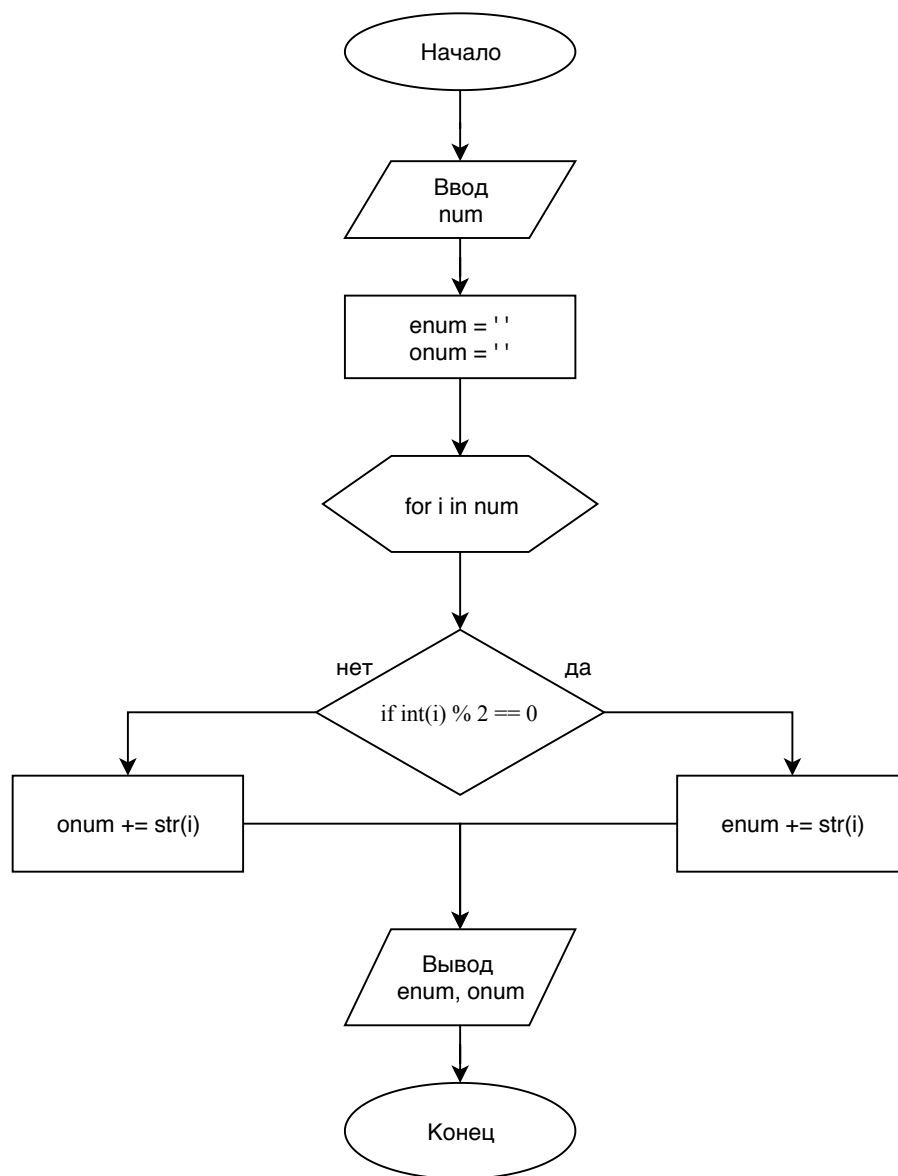 Начало
Ввод
num
enum = ' '
onum = ' '
for i in num
нет
да
if int(i) % 2 == 0
onum += str(i)
enum += str(i)
Вывод
enum, onum
Конец